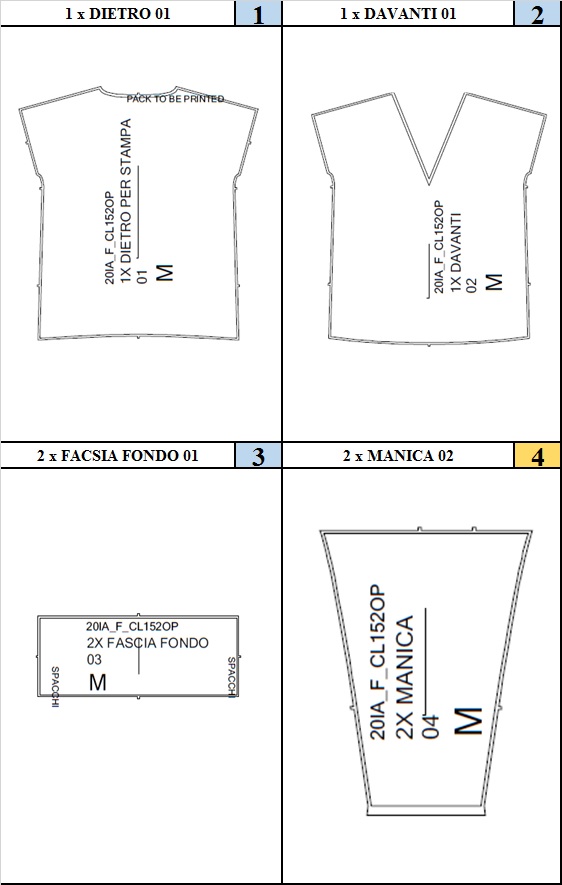 1 x DIETRO 01
1
1 x DAVANTI 01
2
PACK TO BE PRINTED
20IA_F_CL152OP
1X DIETRO PER STAMPA
01
M
20IA_F_CL152OP
1X DAVANTI
02
M
2 x FACSIA FONDO 01
3
2 x MANICA 02
4
20IA_F_CL152OP
2X FASCIA FONDO
03
M
SPACCHI
SPACCHI
20IA_F_CL152OP
2X MANICA
04
M